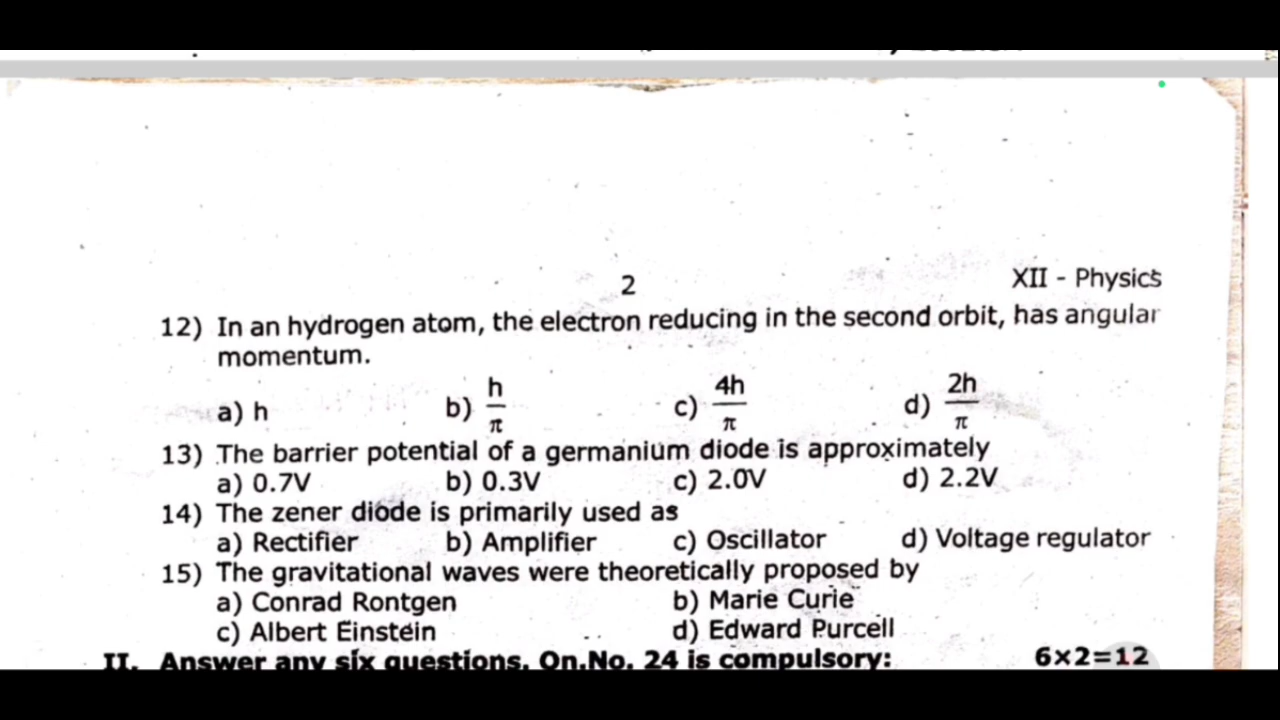 2
XII - Physics
12) In an hydrogen atom, the electron reducing in the second orbit, has angular
momentum.
a) h b) h/π c) 4h/π d) 2h/π
13) The barrier potential of a germanium diode is approximately
a) 0.7V b) 0.3V c) 2.0V d) 2.2V
14) The zener diode is primarily used as
a) Rectifier b) Amplifier c) Oscillator d) Voltage regulator
15) The gravitational waves were theoretically proposed by
a) Conrad Rontgen b) Marie Curie
c) Albert Einstein d) Edward Purcell
II. Answer any six questions. Qn.No. 24 is compulsory: 6x2=12